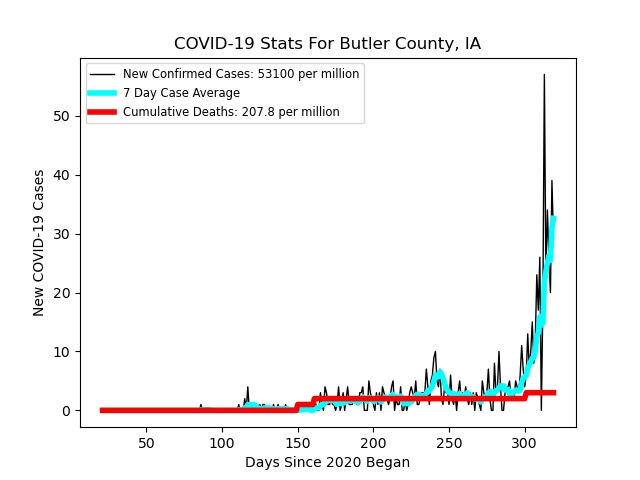 COVID-19 Stats For Butler County, IA
New Confirmed Cases: 53100 per million
7 Day Case Average
Cumulative Deaths: 207.8 per million
New COVID-19 Cases
50
40
30
20
10
0
50 100 150 200 250 300
Days Since 2020 Began